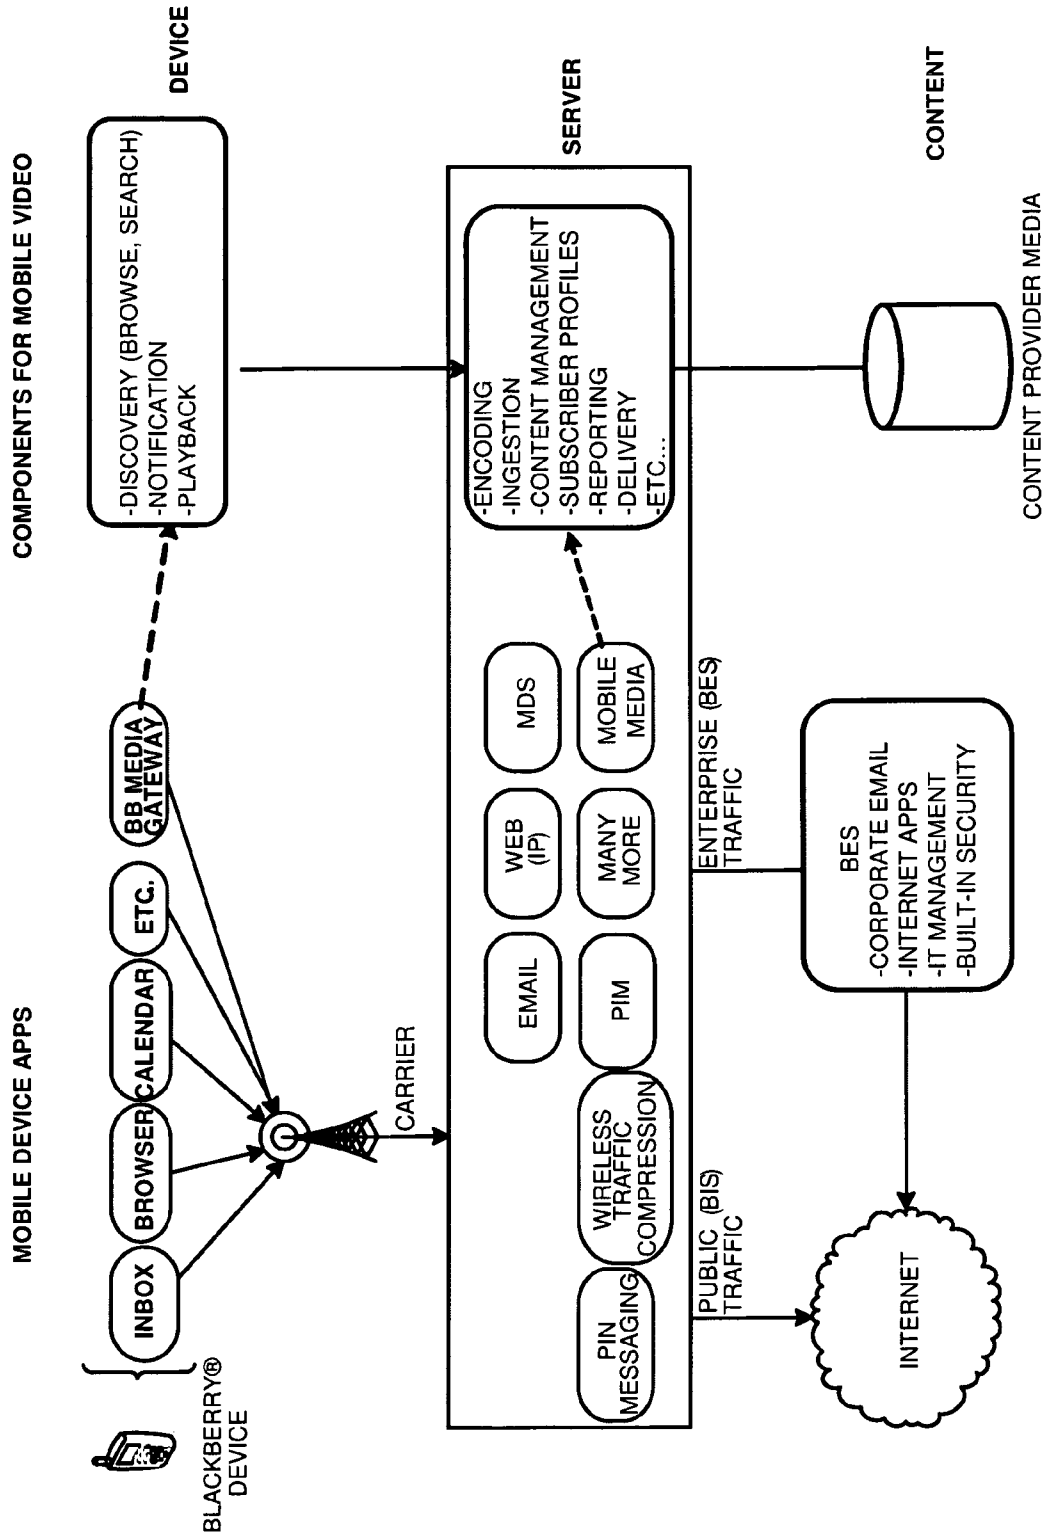 MOBILE DEVICE APPS
COMPONENTS FOR MOBILE VIDEO
BLACKBERRY®
DEVICE
INBOX
BROWSER
CALENDAR
ETC.
BB MEDIA
GATEWAY
-DISCOVERY (BROWSE, SEARCH)
-NOTIFICATION
-PLAYBACK
DEVICE
CARRIER
EMAIL
WEB
(IP)
MDS
PIN
MESSAGING
WIRELESS
TRAFFIC
COMPRESSION
PIM
MANY
MORE
MOBILE
MEDIA
-ENCODING
-INGESTION
-CONTENT MANAGEMENT
-SUBSCRIBER PROFILES
-REPORTING
-DELIVERY
-ETC...
SERVER
PUBLIC (BIS)
TRAFFIC
ENTERPRISE (BES)
TRAFFIC
INTERNET
BES
-CORPORATE EMAIL
-INTERNET APPS
-IT MANAGEMENT
-BUILT-IN SECURITY
CONTENT
CONTENT PROVIDER MEDIA